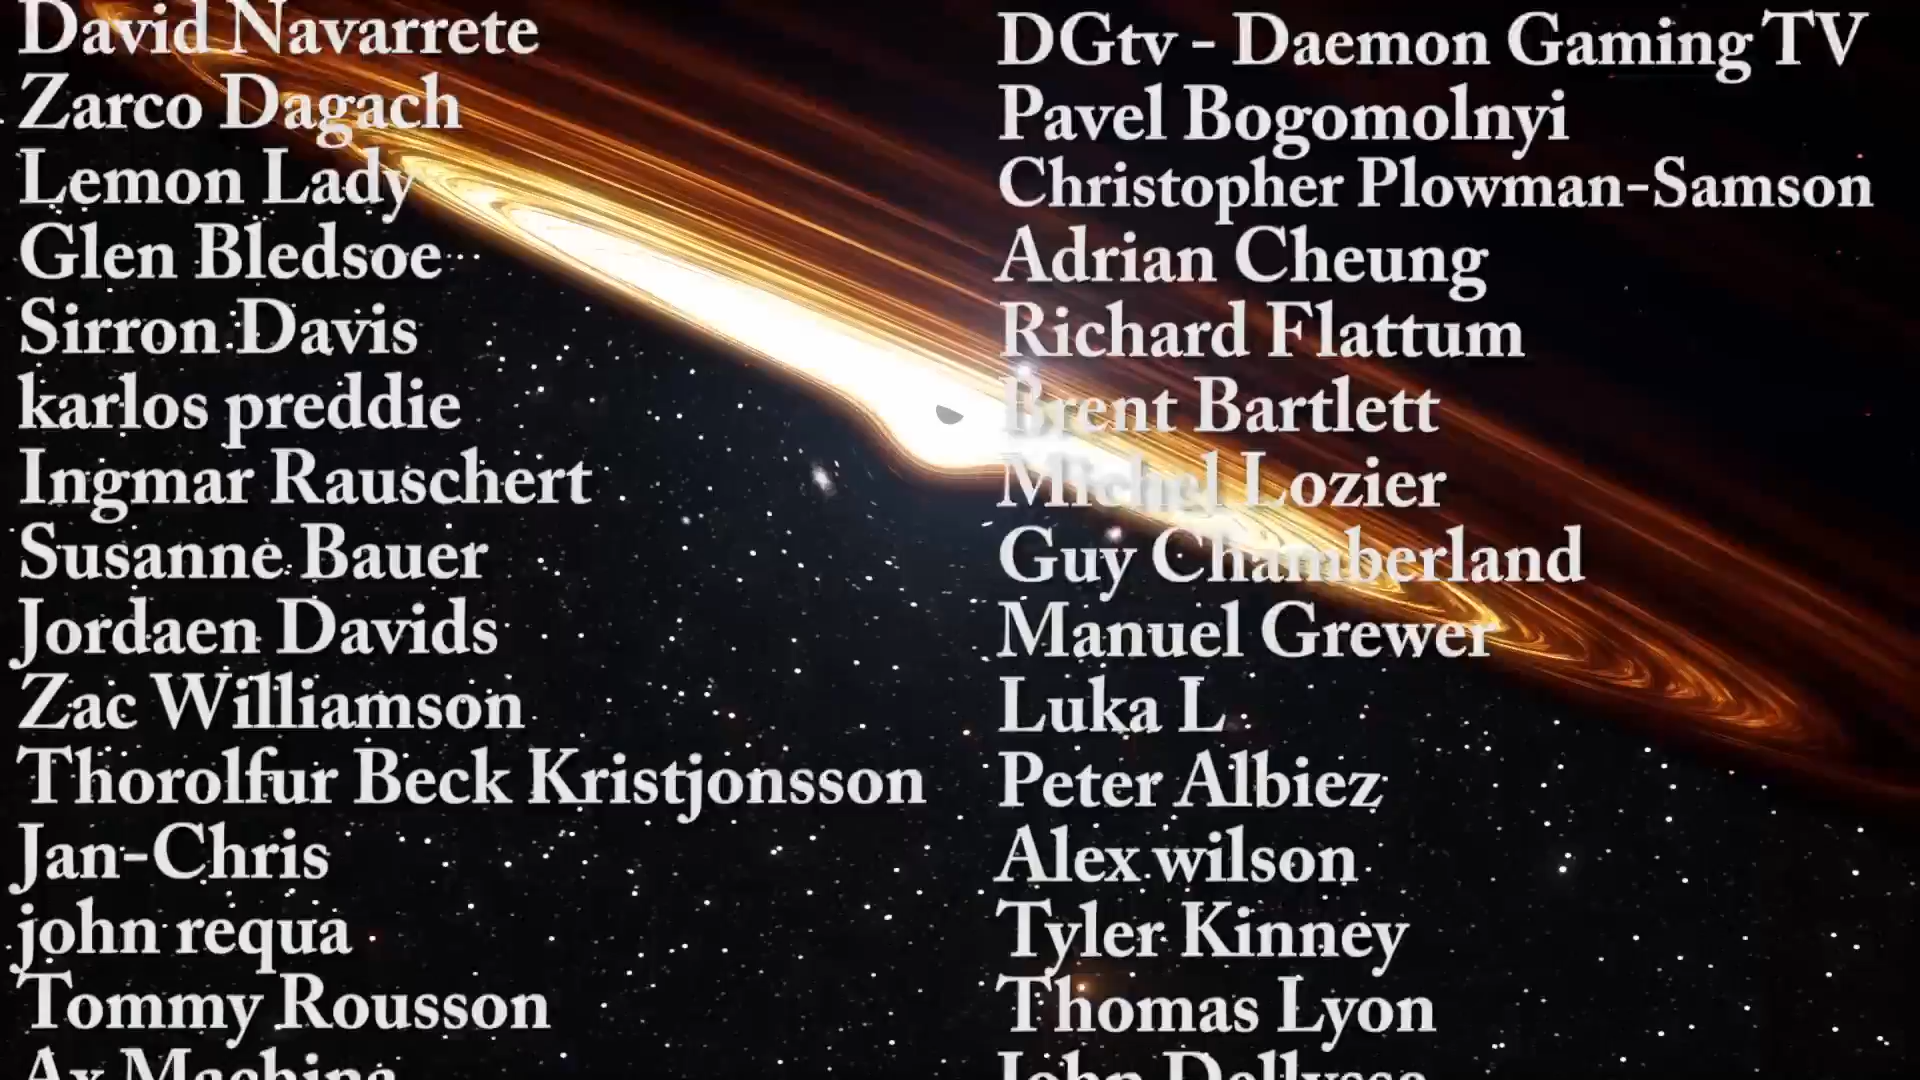 David Navarrete
Zarco Dagach
Lemon Lady
Glen Bledsoe
Sirron Davis
karlos preddie
Ingmar Rauschert
Susanne Bauer
Jordaen Davids
Zac Williamson
Thorolfur Beck Kristjonsson
Jan-Chris
john requa
Tommy Rousson
Ax Machina
DGtv - Daemon Gaming TV
Pavel Bogomolnyi
Christopher Plowman-Samson
Adrian Cheung
Richard Flattum
Brent Bartlett
Michel Lozier
Guy Chamberland
Manuel Grewer
Luka L
Peter Albiez
Alex wilson
Tyler Kinney
Thomas Lyon
John